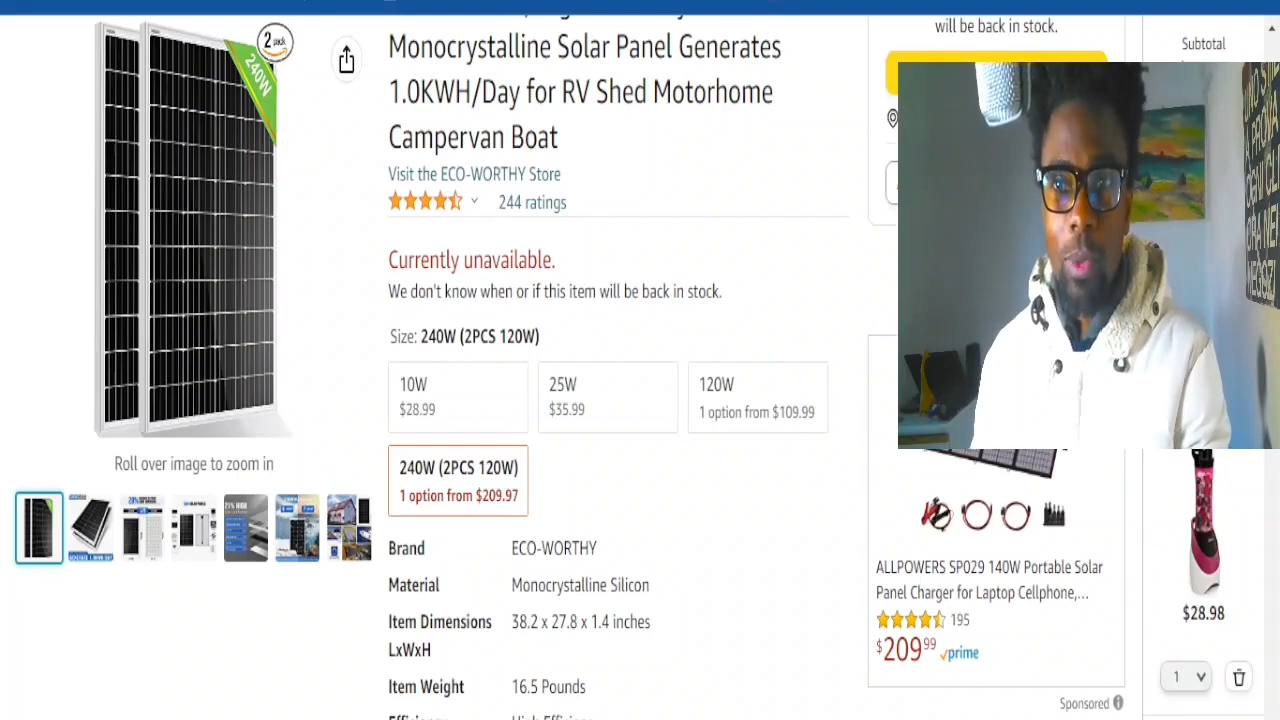 2 pack
240W
Monocrystalline Solar Panel Generates
1.0KWH/Day for RV Shed Motorhome
Campervan Boat
Visit the ECO-WORTHY Store
244 ratings
Currently unavailable.
We don't know when or if this item will be back in stock.
Size: 240W (2PCS 120W)
10W
$28.99
25W
$35.99
120W
1 option from $109.99
240W (2PCS 120W)
1 option from $209.97
Roll over image to zoom in
Brand ECO-WORTHY
Material Monocrystalline Silicon
Item Dimensions 38.2 x 27.8 x 1.4 inches
LxWxH
Item Weight 16.5 Pounds
will be back in stock.
Subtotal
ALLPOWERS SP029 140W Portable Solar
Panel Charger for Laptop Cellphone,...
195
$209.99 prime
Sponsored
$28.98
1